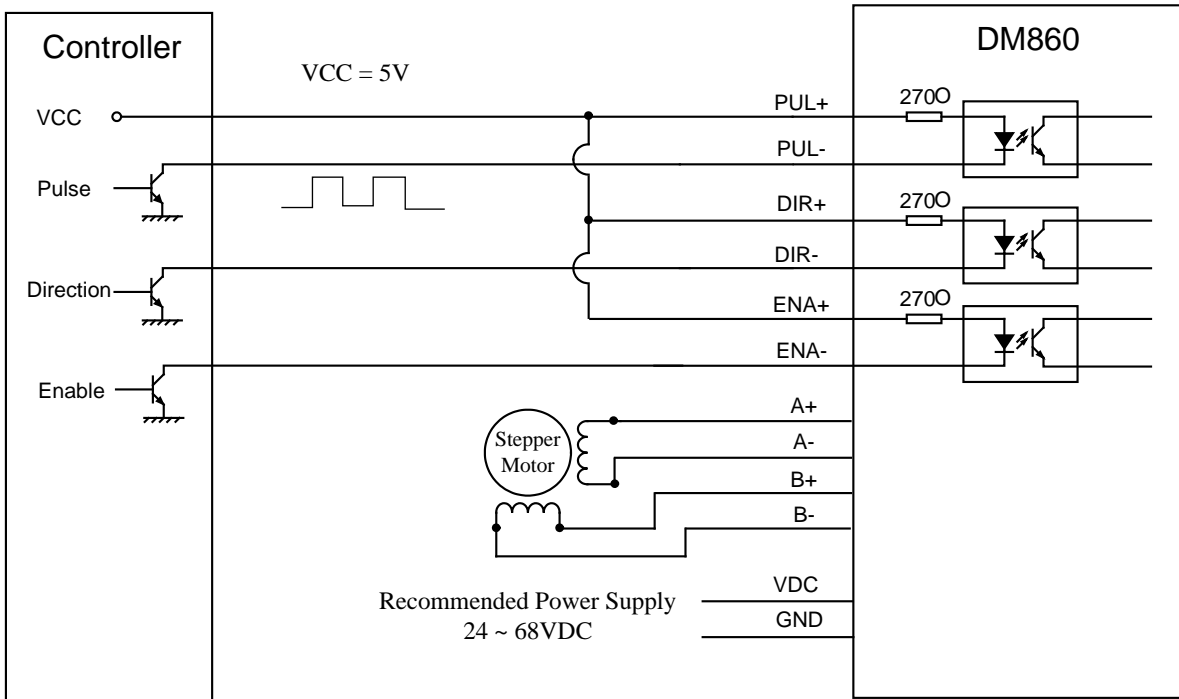 Controller
DM860
VCC = 5V
VCC
PUL+
270O
PUL-
Pulse
DIR+
270O
DIR-
Direction
ENA+
270O
ENA-
Enable
A+
Stepper
Motor
A-
B+
B-
VDC
Recommended Power Supply
24 ~ 68VDC
GND